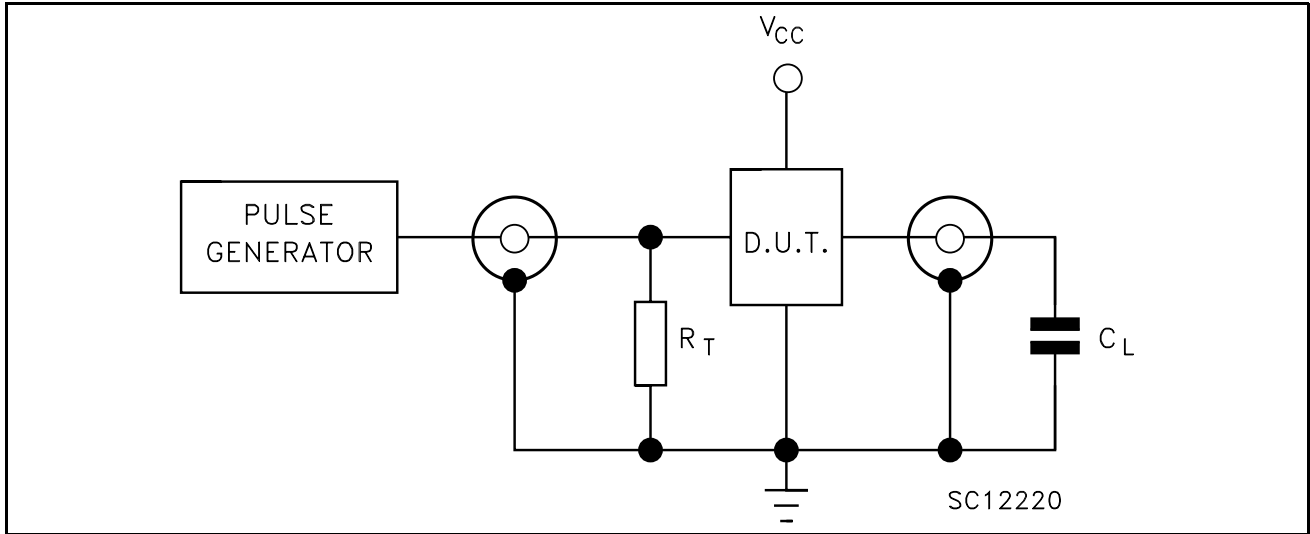 VCC
PULSE
GENERATOR
D.U.T.
RT
CL
SC12220